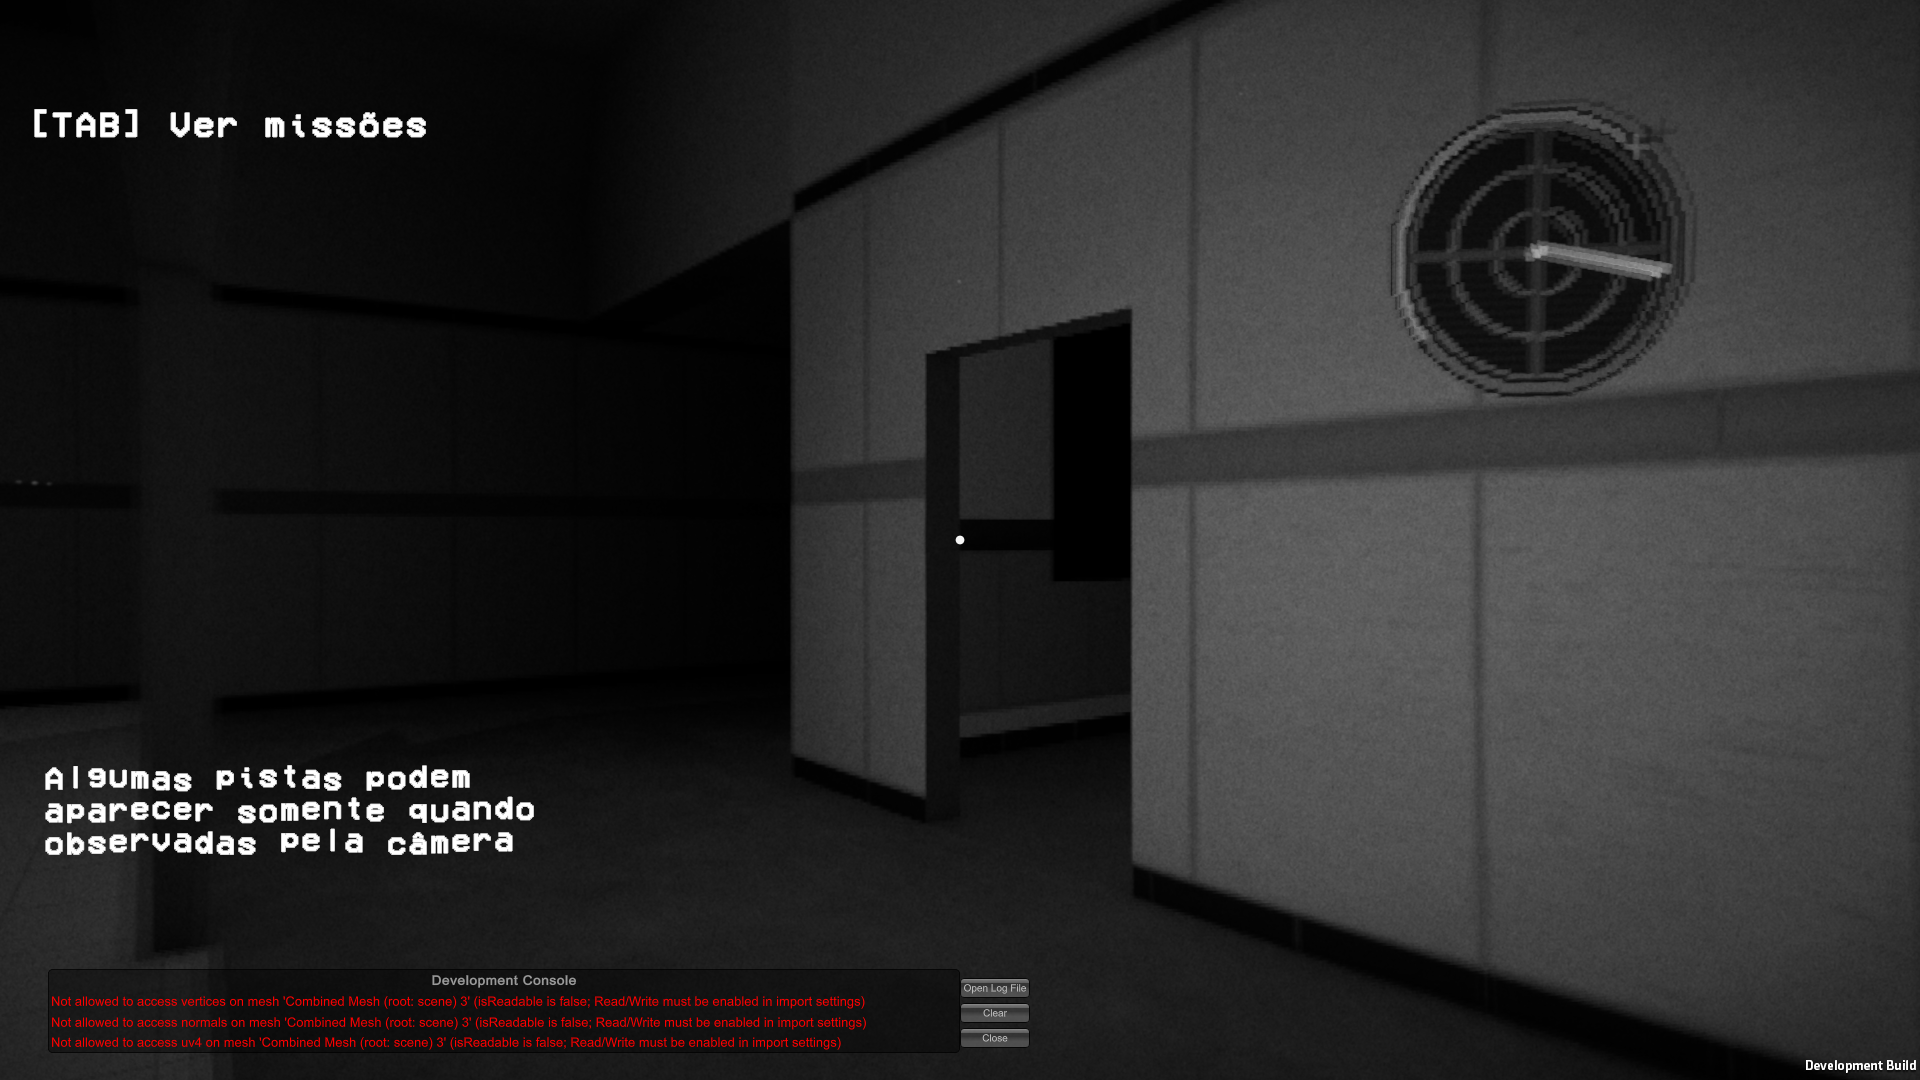 [TAB] Ver missões
Algumas pistas podem
aparecer somente quando
observadas pela câmera
Development Console
Not allowed to access vertices on mesh 'Combined Mesh (root: scene) 3' (isReadable is false; Read/Write must be enabled in import settings)
Not allowed to access normals on mesh 'Combined Mesh (root: scene) 3' (isReadable is false; Read/Write must be enabled in import settings)
Not allowed to access uv4 on mesh 'Combined Mesh (root: scene) 3' (isReadable is false; Read/Write must be enabled in import settings)
Open Log File
Clear
Close
Development Build